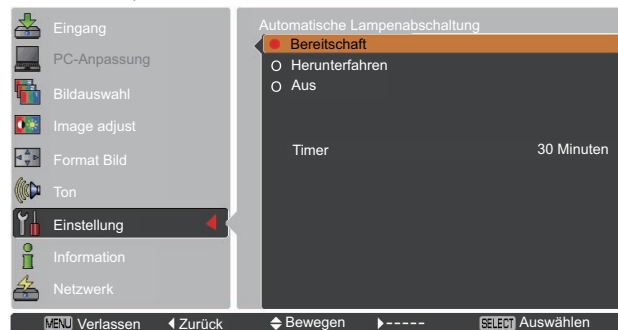 Eingang
PC-Anpassung
Bildauswahl
Image adjust
Format Bild
Ton
Einstellung
Information
Netzwerk
Automatische Lampenabschaltung
Bereitschaft
Herunterfahren
Aus
Timer 30 Minuten
MENU Verlassen Zurück Bewegen ----- SELECT Auswählen